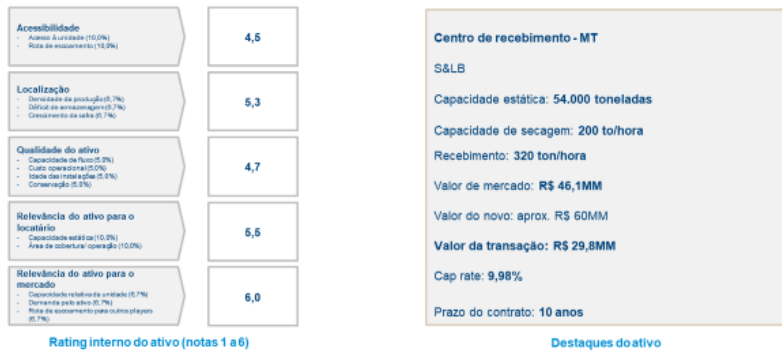 Acessibilidade
- Acesso à unidade (10,0%)
- Rota de escoamento (10,0%)
4,5
Localização
- Densidade da produção (6,7%)
- Déficit de armazenagem (6,7%)
- Crescimento da safra (6,7%)
5,3
Qualidade do ativo
- Capacidade de fluxo (5,0%)
- Custo operacional (5,0%)
- Idade das instalações (5,0%)
- Conservação (5,0%)
4,7
Relevância do ativo para o
locatário
- Capacidade estática (10,0%)
- Área de cobertura/ operação (10,0%)
5,5
Relevância do ativo para o
mercado
- Capacidade relativa da unidade (6,7%)
- Demanda pelo ativo (6,7%)
- Rota de escoamento para outros players
(6,7%)
6,0
Rating interno do ativo (notas 1 a 6)
Centro de recebimento - MT
S&LB
Capacidade estática: 54.000 toneladas
Capacidade de secagem: 200 to/hora
Recebimento: 320 ton/hora
Valor de mercado: R$ 46,1MM
Valor do novo: aprox. R$ 60MM
Valor da transação: R$ 29,8MM
Cap rate: 9,98%
Prazo do contrato: 10 anos
Destaques do ativo